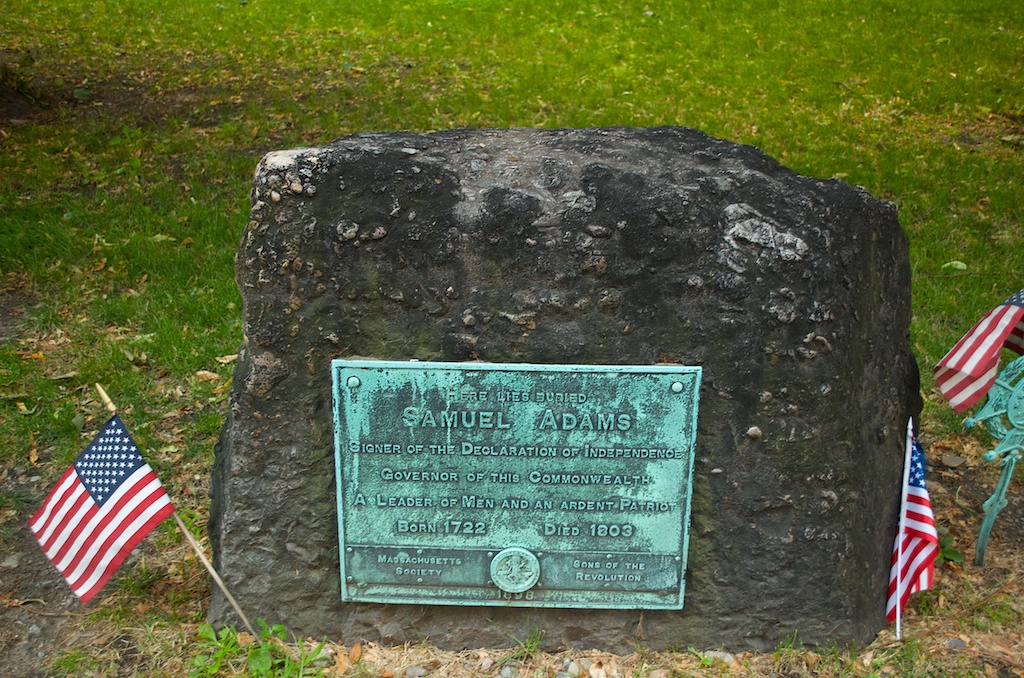 Here lies buried
Samuel Adams
Signer of the Declaration of Independence
Governor of this Commonwealth
A Leader of Men and an ardent Patriot
Born 1722 Died 1803
Massachusetts Society
Sons of the Revolution
1898